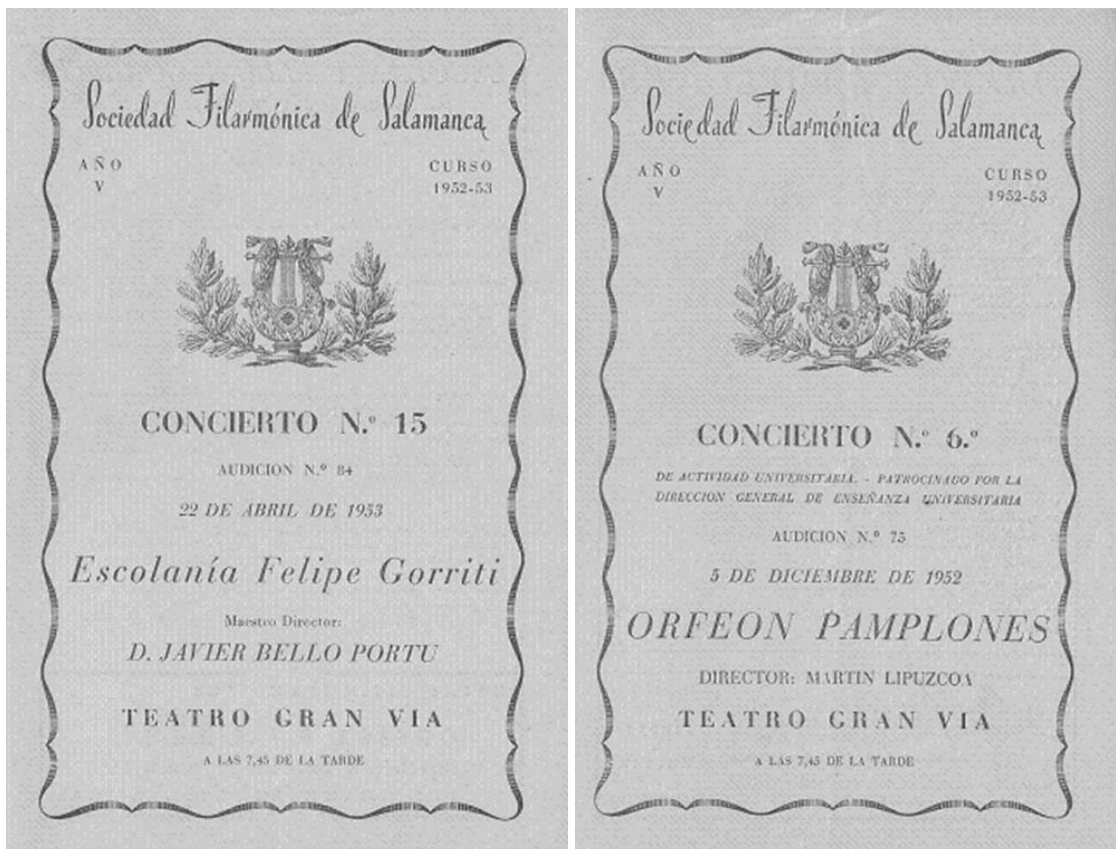 Sociedad Filarmónica de Salamanca
AÑO
V
CURSO
1952-53
CONCIERTO N.º 15
AUDICION N.º 84
22 DE ABRIL DE 1953
Escolanía Felipe Gorriti
Maestro Director:
D. JAVIER BELLO PORTU
TEATRO GRAN VIA
A LAS 7,45 DE LA TARDE
Sociedad Filarmónica de Salamanca
AÑO
V
CURSO
1952-53
CONCIERTO N.º 6.º
DE ACTIVIDAD UNIVERSITARIA. - PATROCINADO POR LA
DIRECCION GENERAL DE ENSEÑANZA UNIVERSITARIA
AUDICION N.º 75
5 DE DICIEMBRE DE 1952
ORFEON PAMPLONES
DIRECTOR: MARTIN LIPUZCOA
TEATRO GRAN VIA
A LAS 7,45 DE LA TARDE